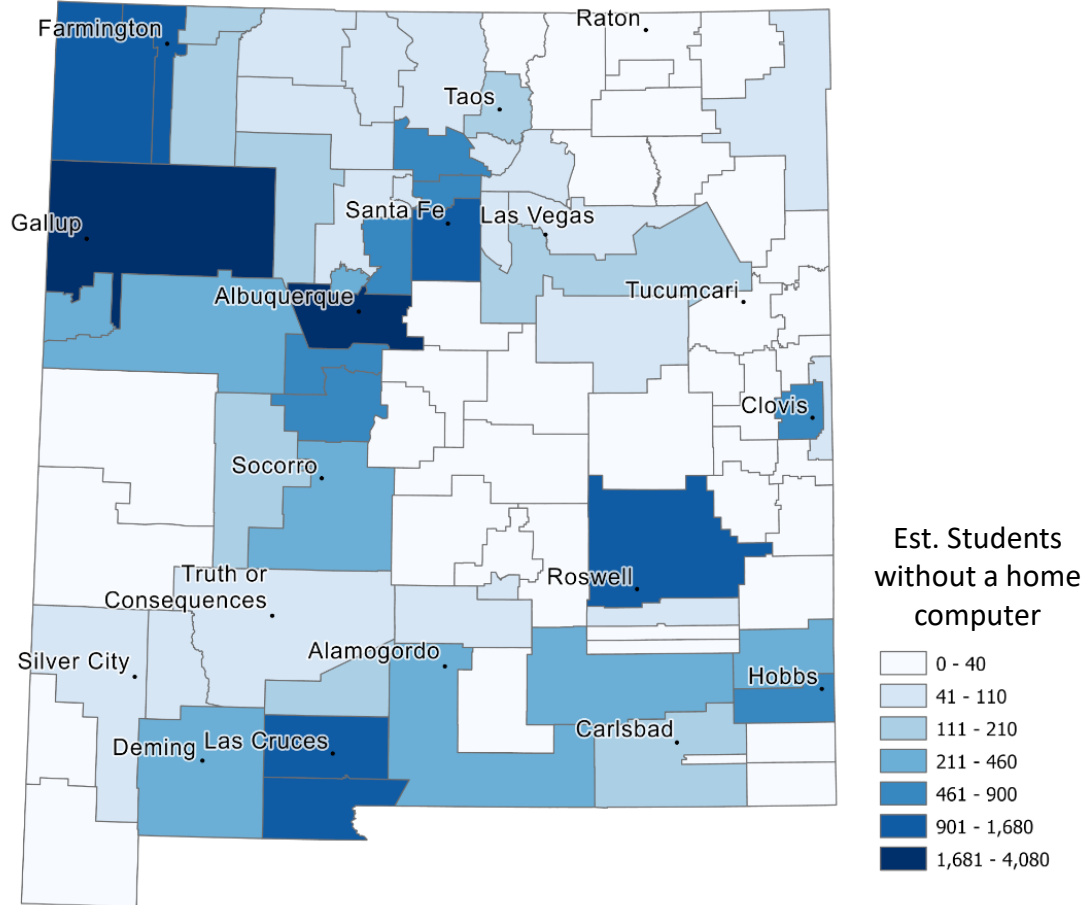 Raton
Farmington
Taos
Santa Fe
Las Vegas
Gallup
Albuquerque
Tucumcari
Clovis
Socorro
Truth or
Consequences
Roswell
Silver City
Alamogordo
Hobbs
Carlsbad
Deming
Las Cruces
Est. Students
without a home
computer
0 - 40
41 - 110
111 - 210
211 - 460
461 - 900
901 - 1,680
1,681 - 4,080